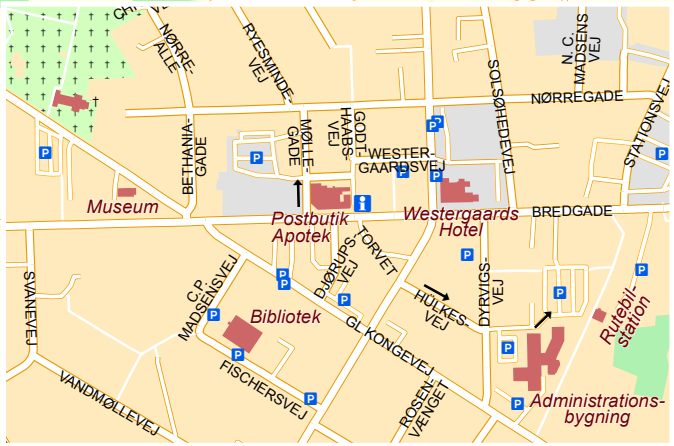 NØRRE-
ALLE
RYESMINDE-
VEJ
N. C.
MADSENS
VEJ
SOLSØHEDEVEJ
NØRREGADE
STATIONSVEJ
BETHANIA-
GADE
MØLLE-
GADE
GODT-
HAABS-
VEJ
WESTER-
GAARDSVEJ
P
P
P
P
P
P
P
i
Museum
Postbutik
Apotek
Westergaards
Hotel
BREDGADE
SVANEVEJ
C.P.
MADSENSVEJ
DJØRUPS-
VEJ
TORVET
DYRVIGS-
VEJ
HULKES-
VEJ
P
P
P
P
P
P
P
Bibliotek
GL KONGEVEJ
Rutebil-
station
P
P
P
P
P
FISCHERSVEJ
VANDMØLLEVEJ
ROSEN-
VÆNGET
Administrations-
bygning